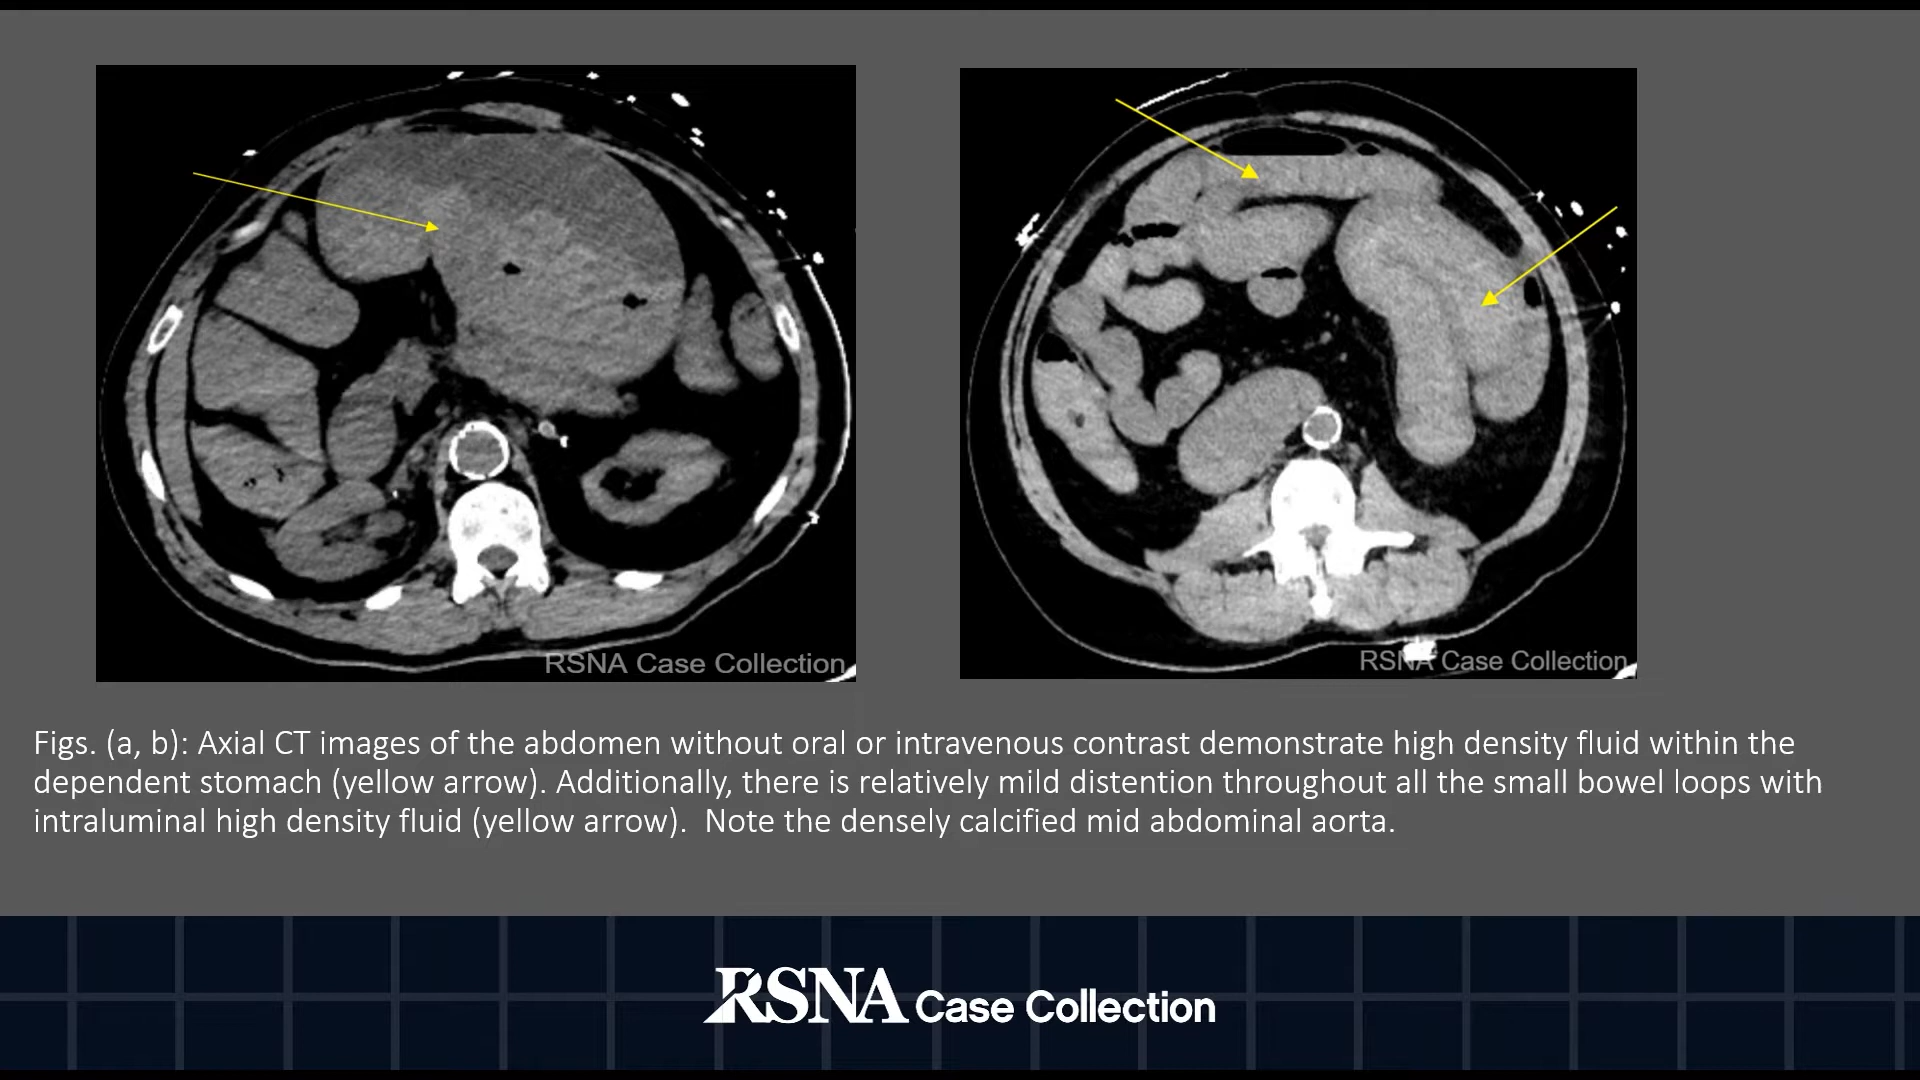 RSNA Case Collection
RSNA Case Collection
Figs. (a, b): Axial CT images of the abdomen without oral or intravenous contrast demonstrate high density fluid within the
dependent stomach (yellow arrow). Additionally, there is relatively mild distention throughout all the small bowel loops with
intraluminal high density fluid (yellow arrow).  Note the densely calcified mid abdominal aorta.
RSNA Case Collection